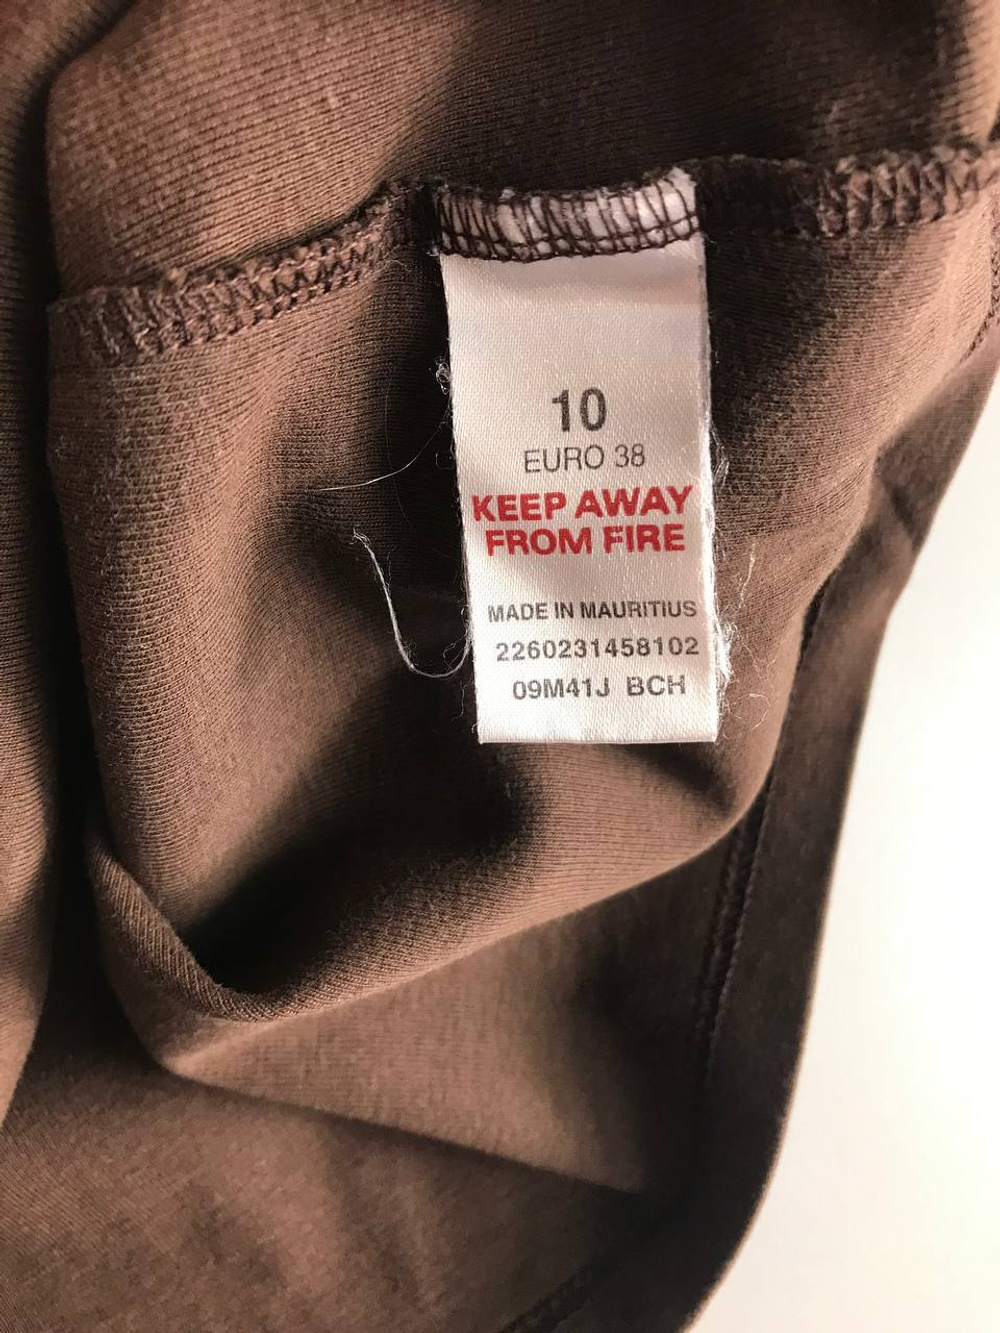 10
EURO 38
KEEP AWAY
FROM FIRE
MADE IN MAURITIUS
2260231458102
09M41J BCH